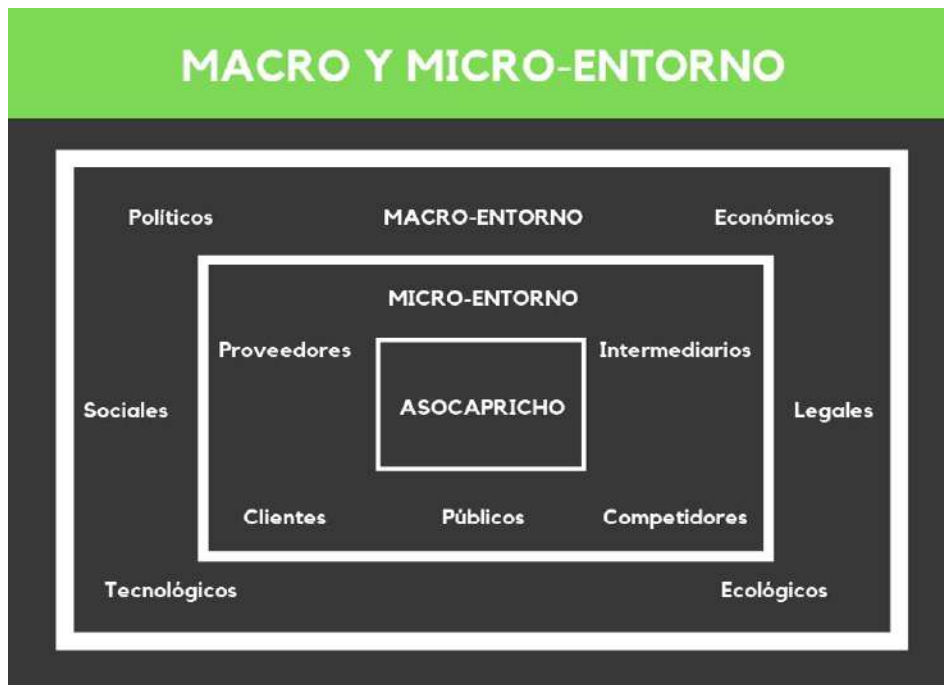 MACRO Y MICRO-ENTORNO
Políticos MACRO-ENTORNO Económicos
MICRO-ENTORNO
Proveedores Intermediarios
Sociales ASOCAPRICHO Legales
Clientes Públicos Competidores
Tecnológicos Ecológicos